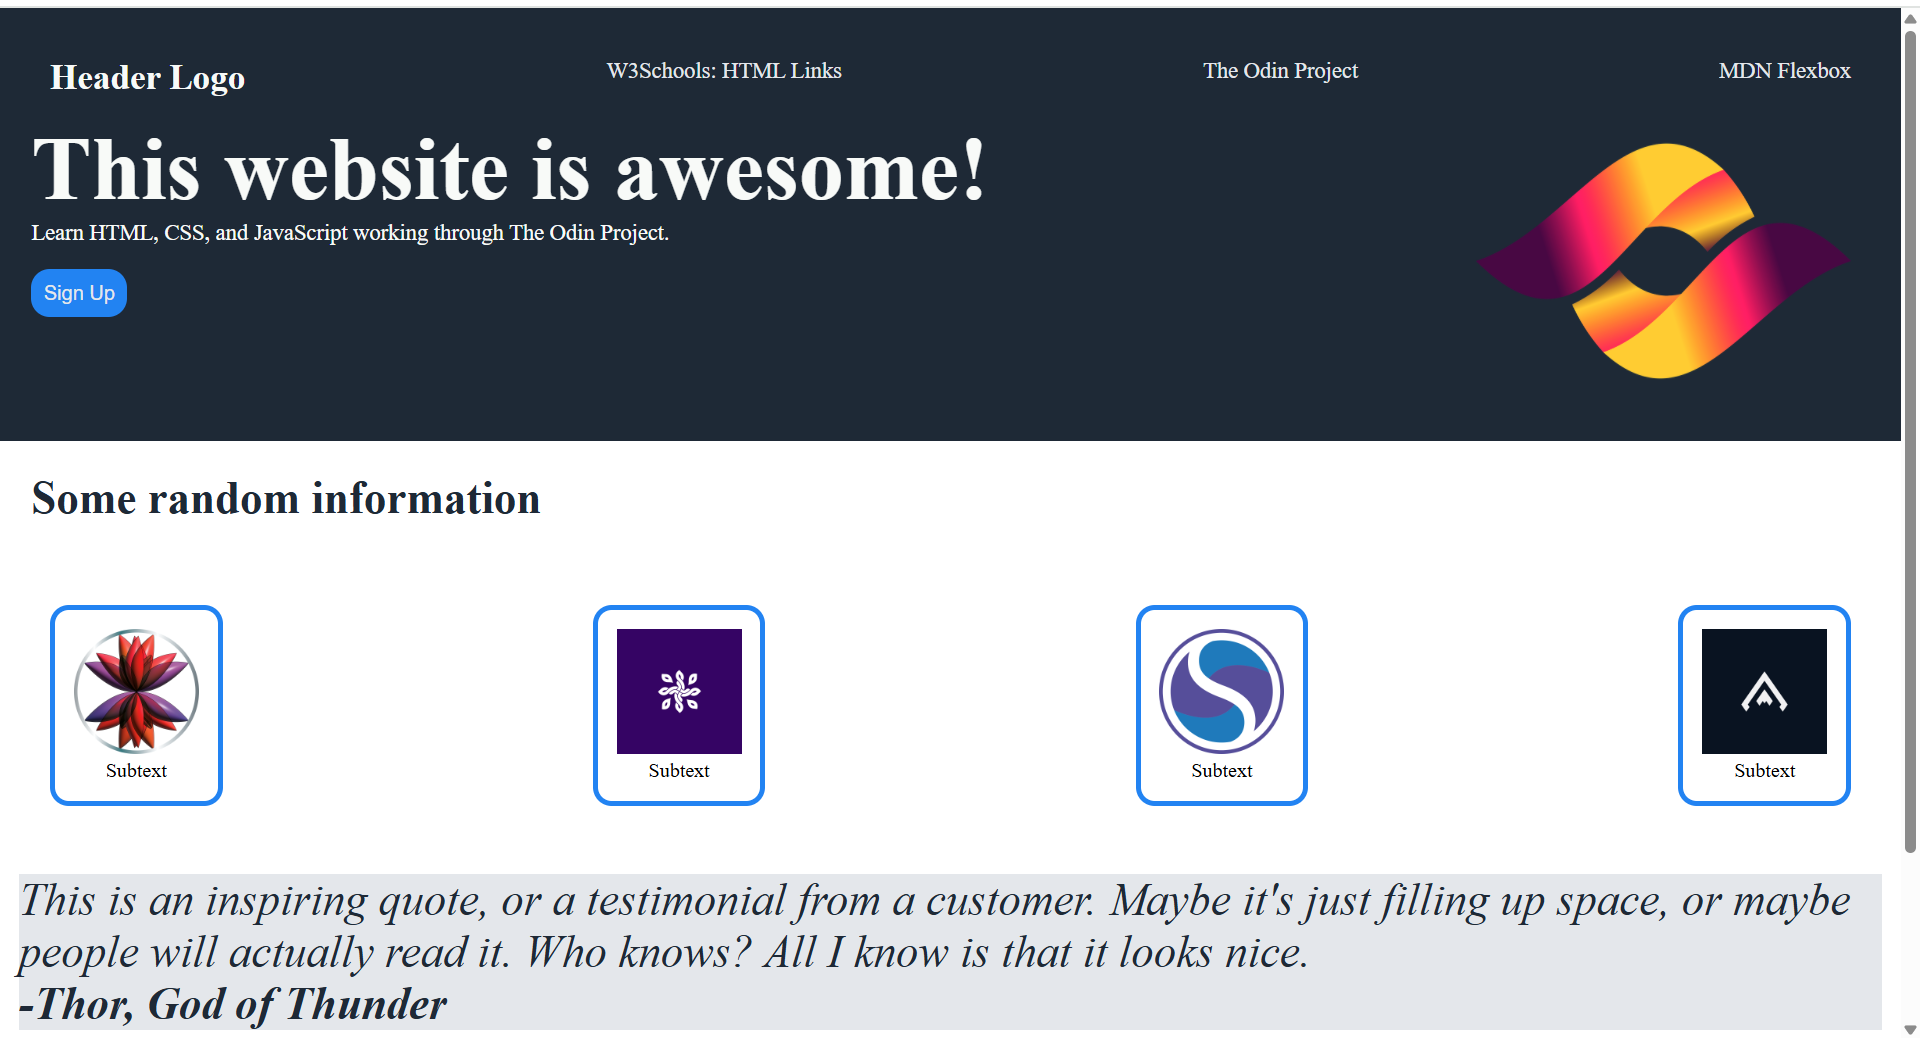 Header Logo
W3Schools: HTML Links
The Odin Project
MDN Flexbox
This website is awesome!
Learn HTML, CSS, and JavaScript working through The Odin Project.
Sign Up
Some random information
Subtext
Subtext
Subtext
Subtext
This is an inspiring quote, or a testimonial from a customer. Maybe it's just filling up space, or maybe
people will actually read it. Who knows? All I know is that it looks nice.
-Thor, God of Thunder